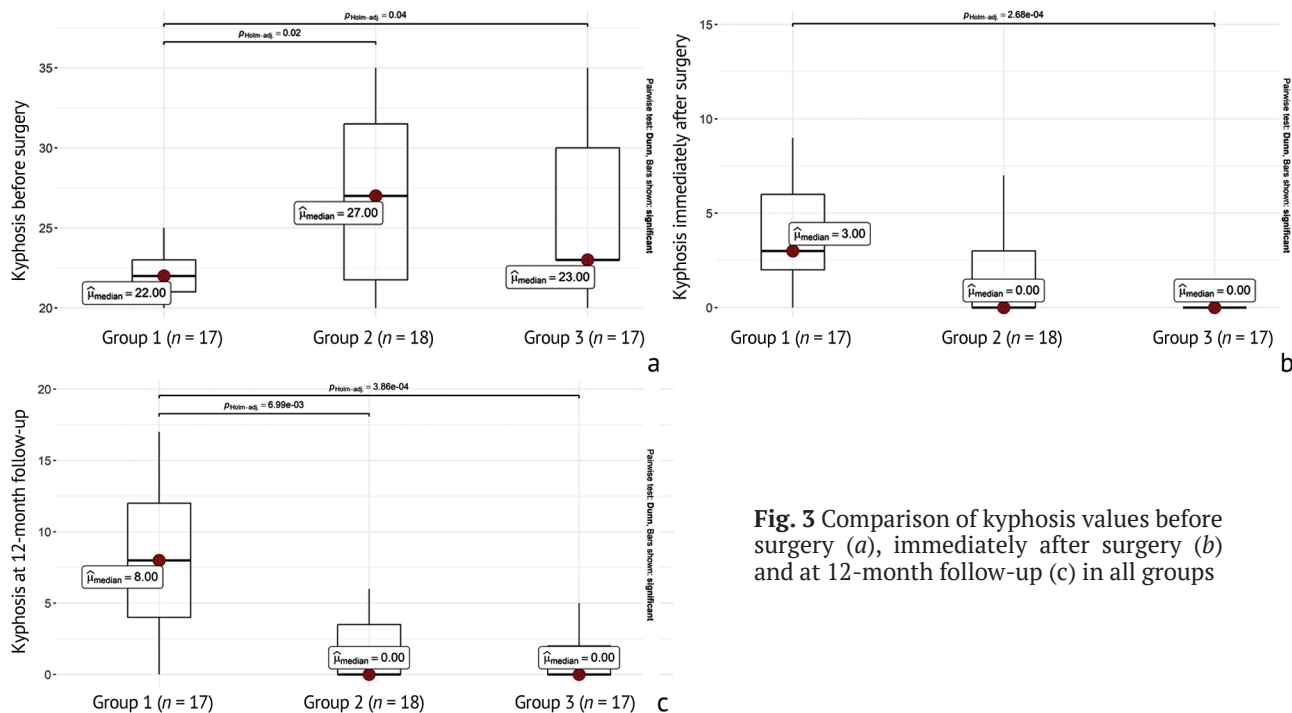 pHolm-adj. = 0.04
pHolm-adj. = 0.02
Kyphosis before surgery
35
30
25
20
μ̂median = 22.00
μ̂median = 27.00
μ̂median = 23.00
Pairwise test: Dunn, Bars shown: significant
Group 1 (n = 17)
Group 2 (n = 18)
Group 3 (n = 17)
a
pHolm-adj. = 2.68e-04
Kyphosis immediately after surgery
15
10
5
0
μ̂median = 3.00
μ̂median = 0.00
μ̂median = 0.00
Pairwise test: Dunn, Bars shown: significant
Group 1 (n = 17)
Group 2 (n = 18)
Group 3 (n = 17)
b
pHolm-adj. = 3.86e-04
pHolm-adj. = 6.99e-03
Kyphosis at 12-month follow-up
20
15
10
5
0
μ̂median = 8.00
μ̂median = 0.00
μ̂median = 0.00
Pairwise test: Dunn, Bars shown: significant
Group 1 (n = 17)
Group 2 (n = 18)
Group 3 (n = 17)
c
Fig. 3 Comparison of kyphosis values before
surgery (a), immediately after surgery (b)
and at 12-month follow-up (c) in all groups